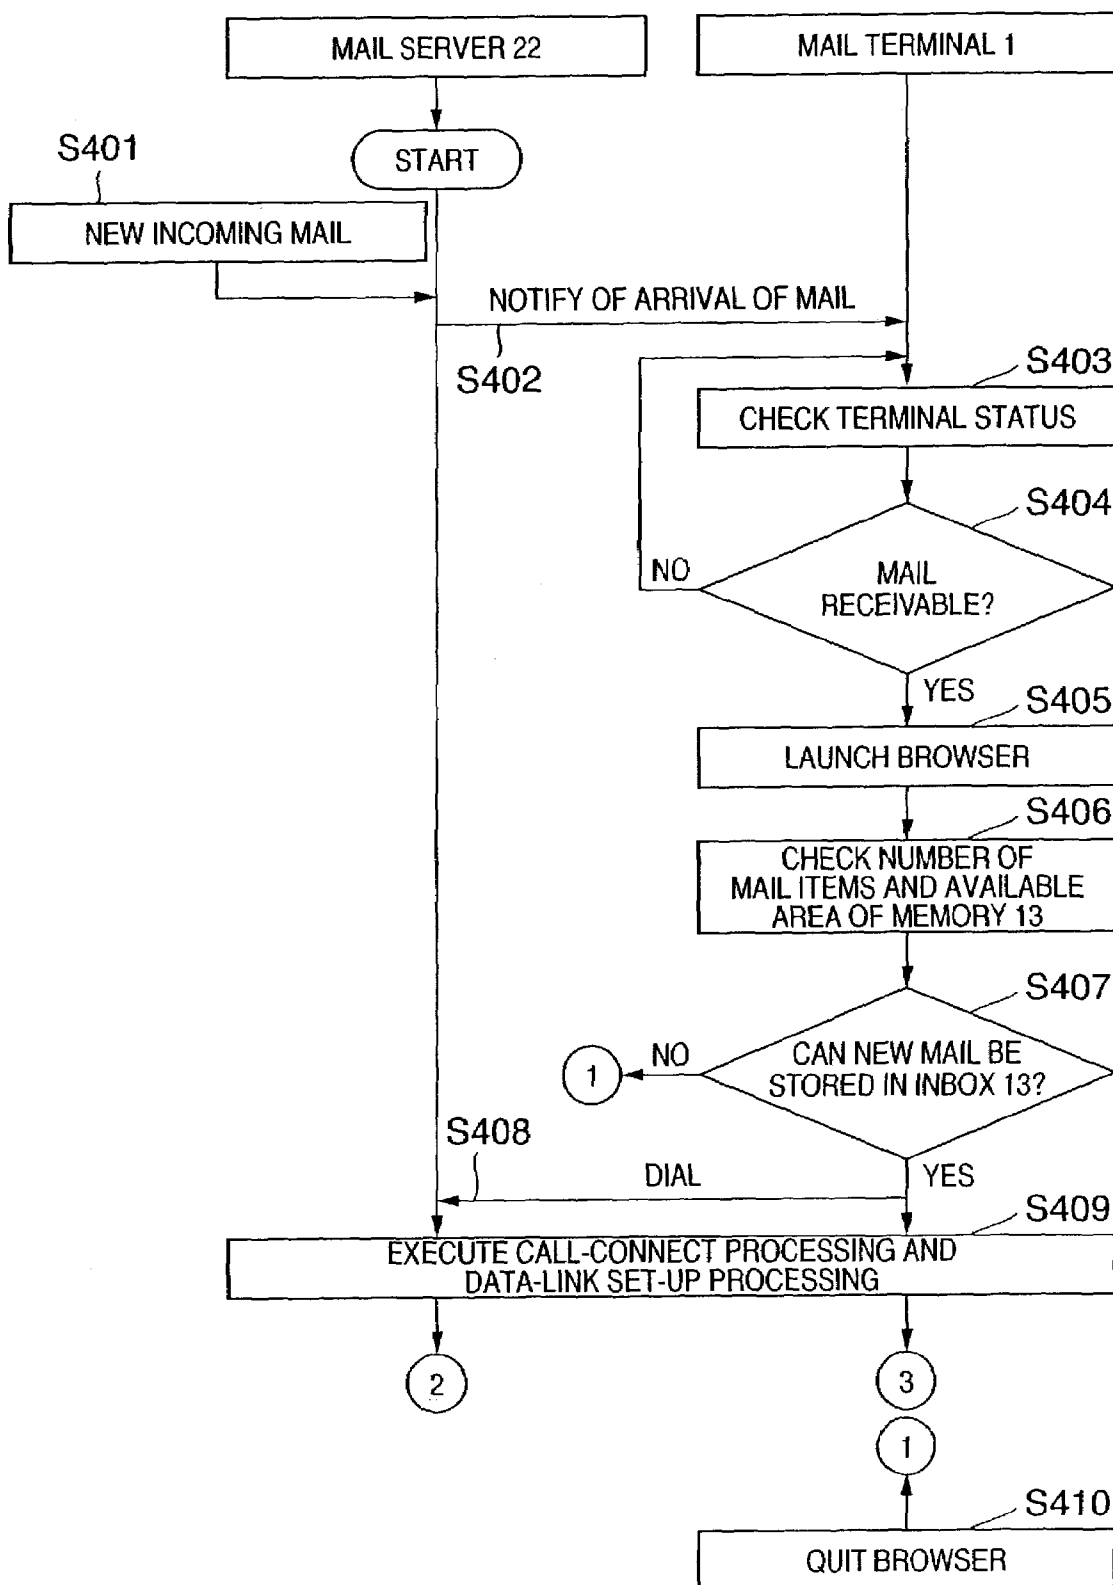 MAIL SERVER 22
MAIL TERMINAL 1
START
S401
NEW INCOMING MAIL
NOTIFY OF ARRIVAL OF MAIL
S402
S403
CHECK TERMINAL STATUS
S404
NO
MAIL
RECEIVABLE?
YES
S405
LAUNCH BROWSER
S406
CHECK NUMBER OF
MAIL ITEMS AND AVAILABLE
AREA OF MEMORY 13
S407
1
NO
CAN NEW MAIL BE
STORED IN INBOX 13?
S408
DIAL
YES
S409
EXECUTE CALL-CONNECT PROCESSING AND
DATA-LINK SET-UP PROCESSING
2
3
1
S410
QUIT BROWSER